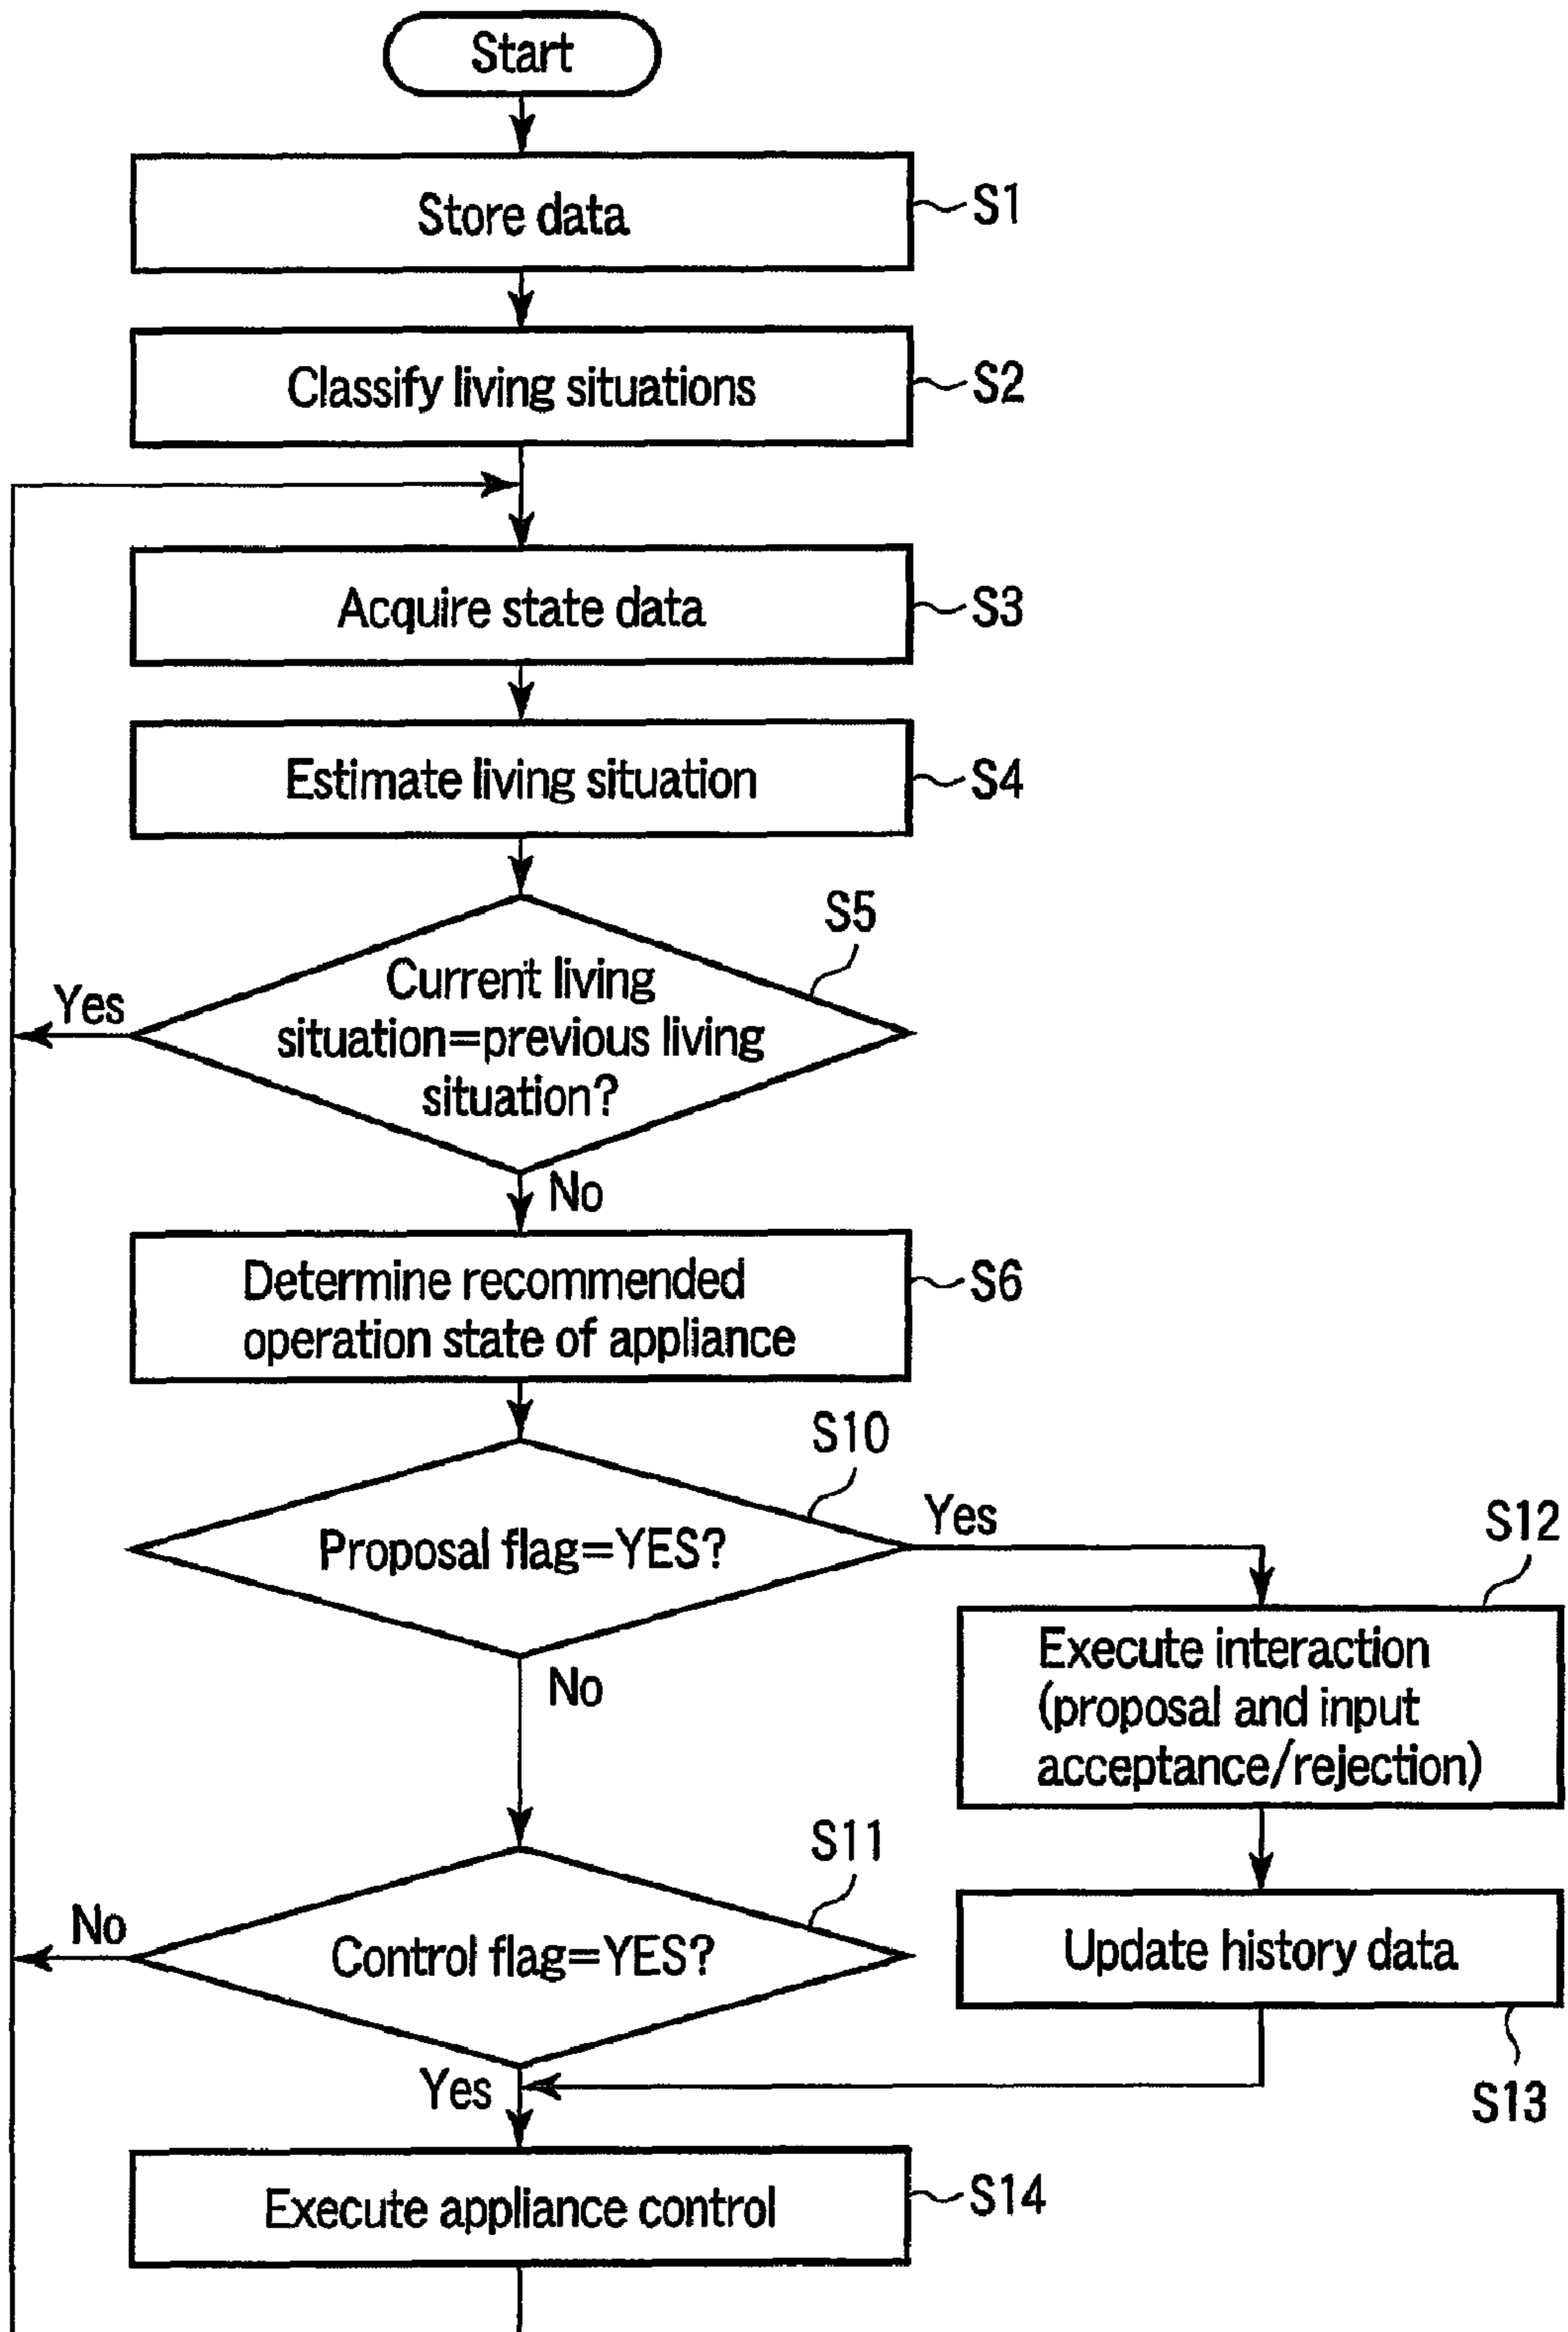 Start
Store data
S1
Classify living situations
S2
Acquire state data
S3
Estimate living situation
S4
S5
Current living
situation=previous living
situation?
Yes
No
Determine recommended
operation state of appliance
S6
S10
Proposal flag=YES?
Yes
No
S12
Execute interaction
(proposal and input
acceptance/rejection)
S11
Control flag=YES?
No
Yes
Update history data
S13
Execute appliance control
S14